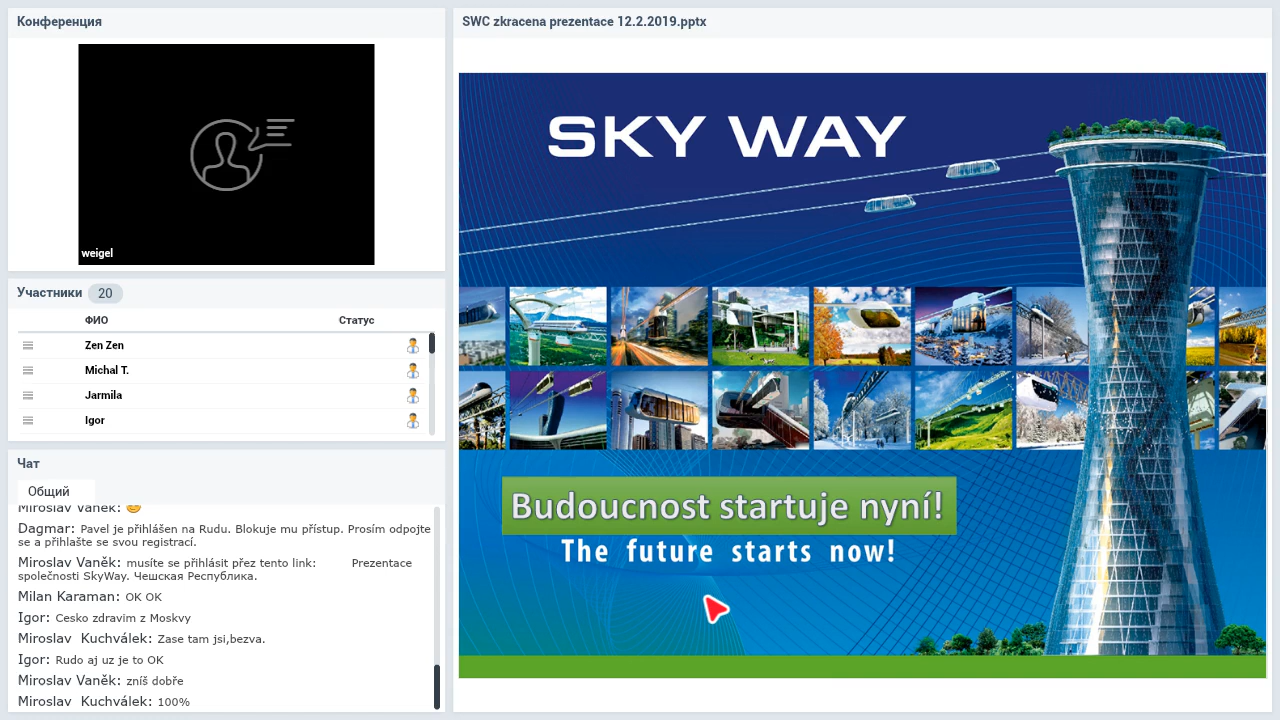 Конференция
weigel
Участники 20
ФИО Статус
Zen Zen
Michal T.
Jarmila
Igor
Чат
Общий
Miroslav Vaněk:
Dagmar: Pavel je přihlášen na Rudu. Blokuje mu přístup. Prosím odpojte
se a přihlašte se svou registrací.
Miroslav Vaněk: musíte se přihlásit přez tento link: Prezentace
společnosti SkyWay. Чешская Республика.
Milan Karaman: OK OK
Igor: Cesko zdravim z Moskvy
Miroslav Kuchválek: Zase tam jsi,bezva.
Igor: Rudo aj uz je to OK
Miroslav Vaněk: zníš dobře
Miroslav Kuchválek: 100%
SWC zkracena prezentace 12.2.2019.pptx
SKY WAY
Budoucnost startuje nyní!
The future starts now!